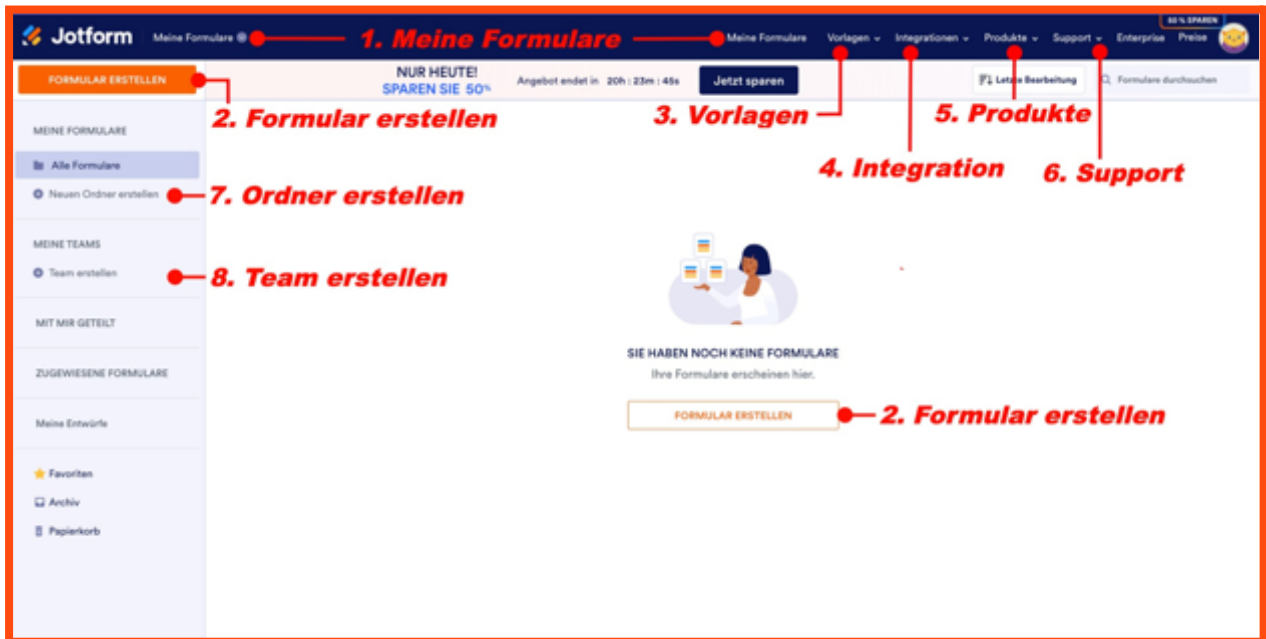 50 % SPAREN
Jotform Meine Formulare 1. Meine Formulare Meine Formulare Vorlagen Integrationen Produkte Support Enterprise Preise
FORMULAR ERSTELLEN NUR HEUTE! SPAREN SIE 50% Angebot endet in 20h : 23m : 45s Jetzt sparen Letzte Bearbeitung Formulare durchsuchen
2. Formular erstellen 3. Vorlagen 5. Produkte
MEINE FORMULARE
Alle Formulare 4. Integration 6. Support
Neuen Ordner erstellen 7. Ordner erstellen
MEINE TEAMS
Team erstellen 8. Team erstellen
MIT MIR GETEILT
SIE HABEN NOCH KEINE FORMULARE
Ihre Formulare erscheinen hier.
ZUGEWIESENE FORMULARE
FORMULAR ERSTELLEN 2. Formular erstellen
Meine Entwürfe
Favoriten
Archiv
Papierkorb